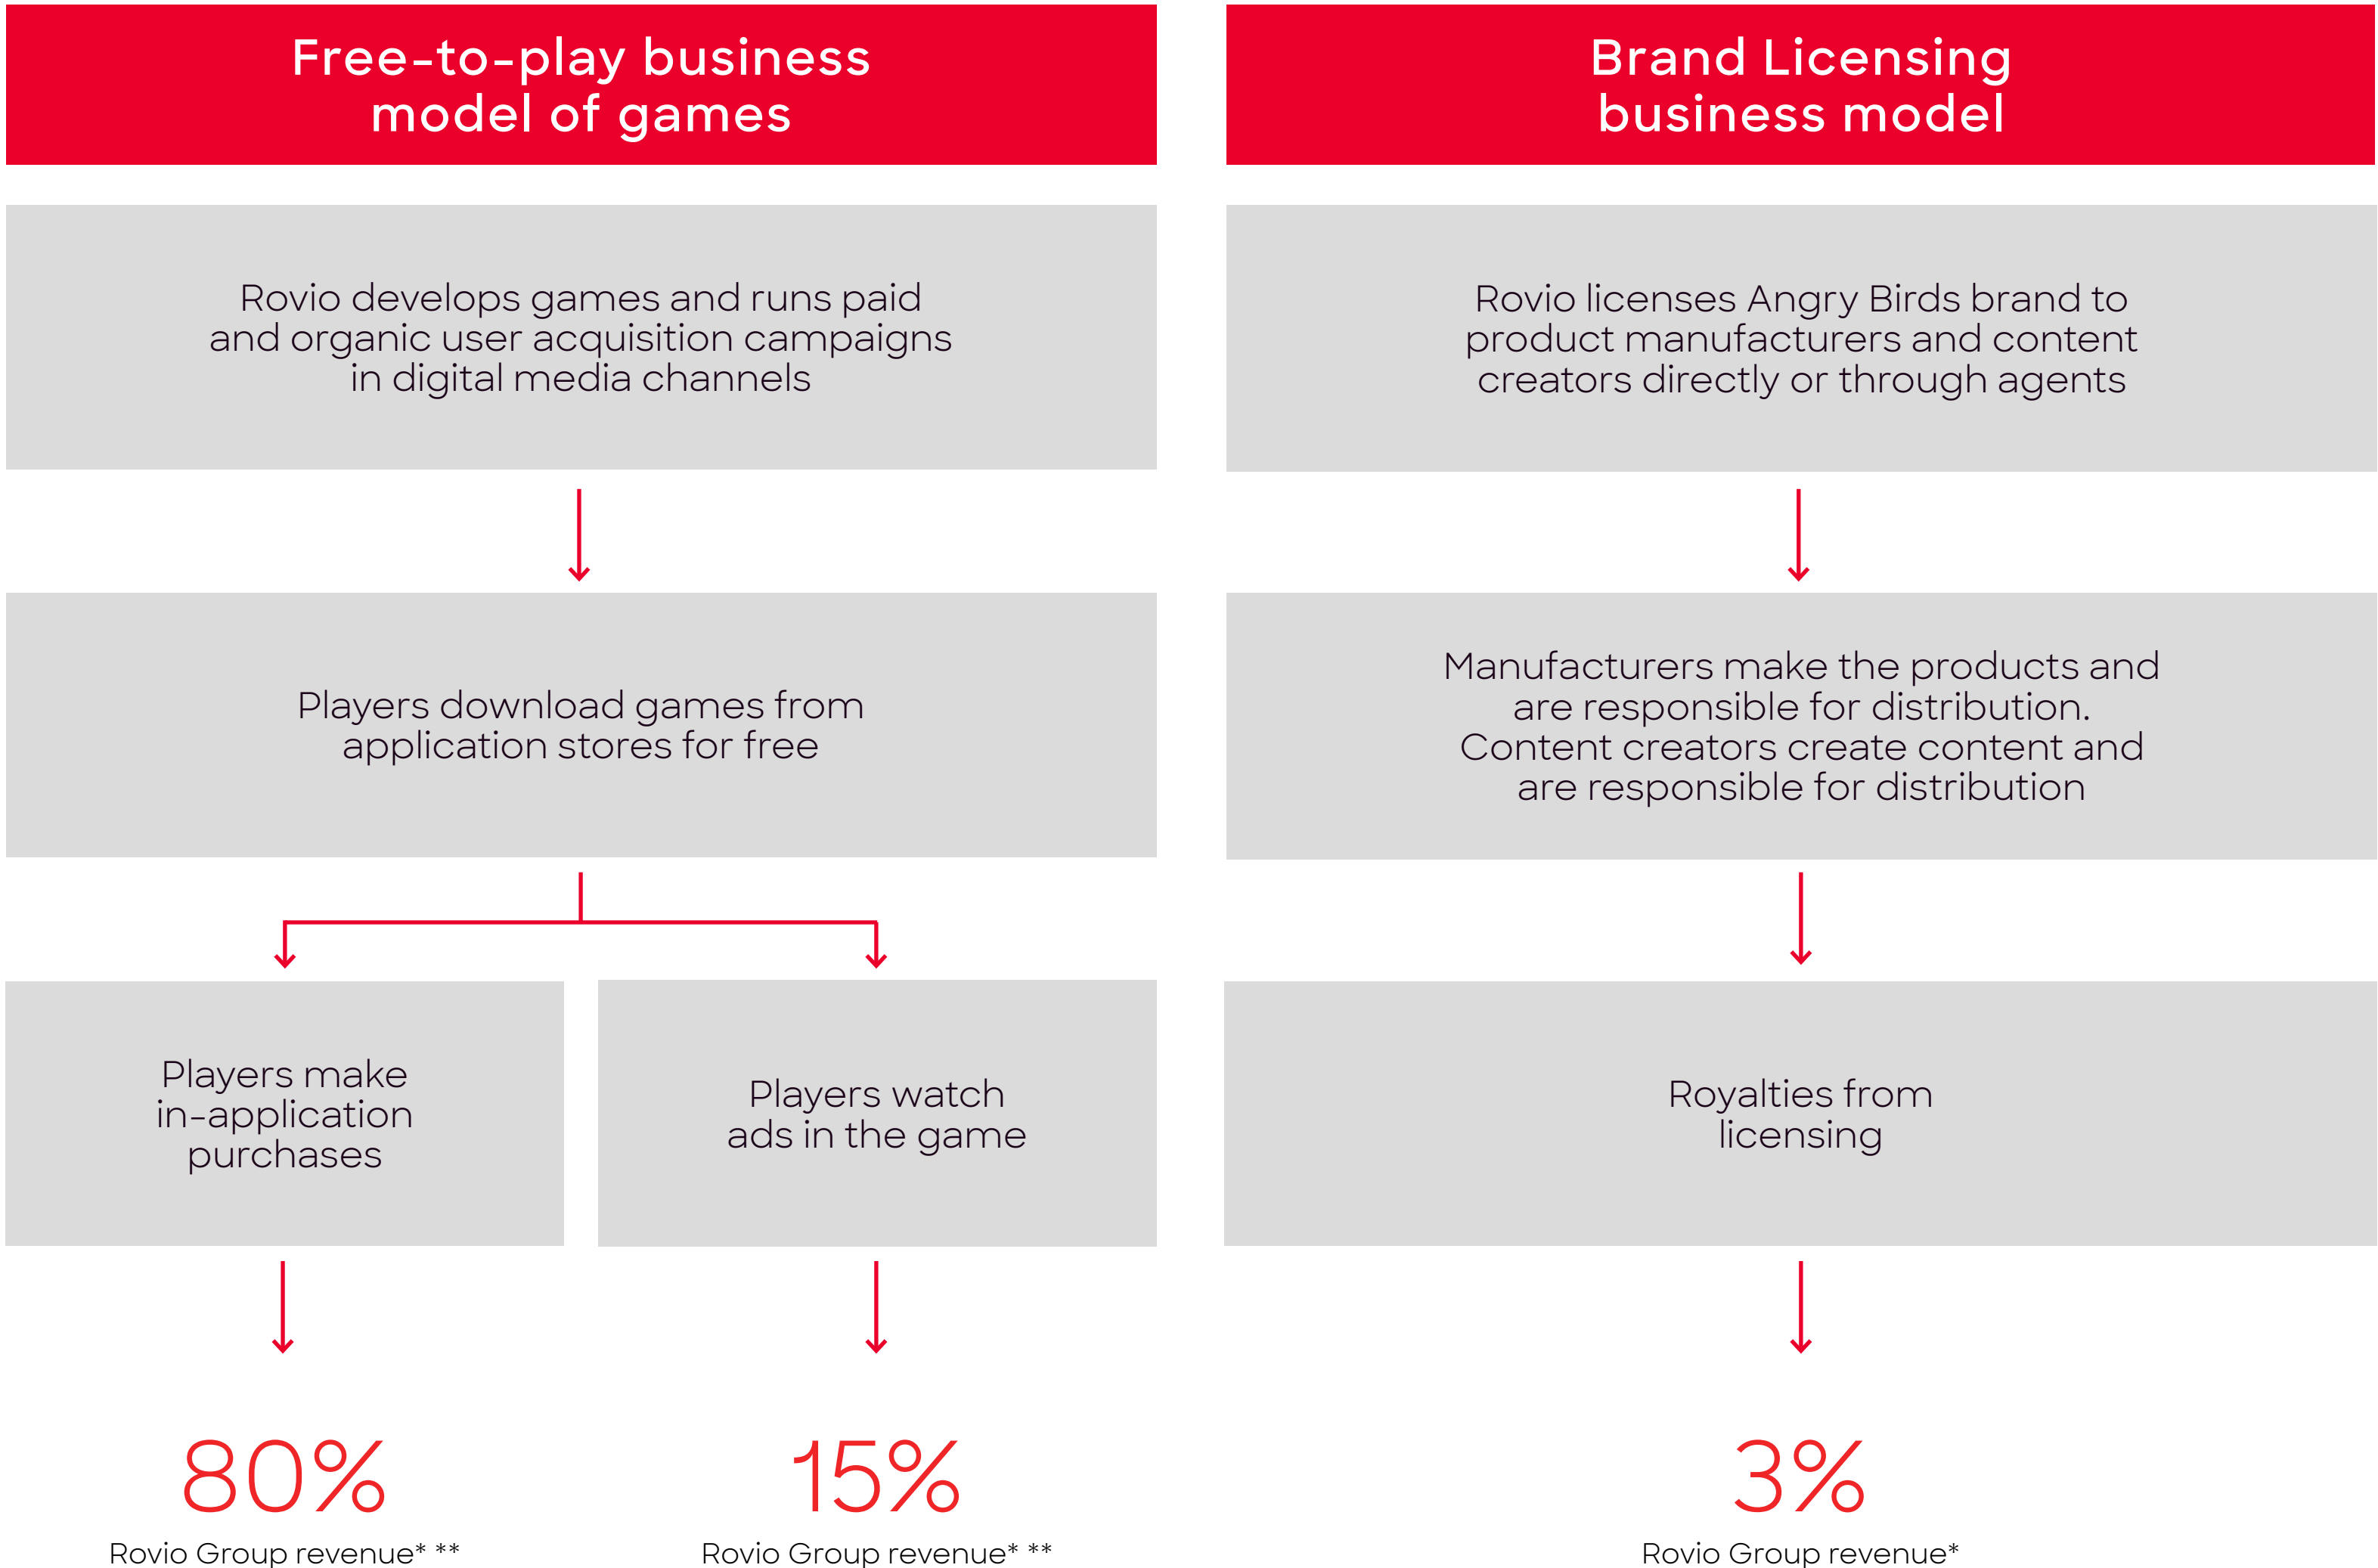 Free-to-play business
model of games
Rovio develops games and runs paid
and organic user acquisition campaigns
in digital media channels
Players download games from
application stores for free
Players make
in-application
purchases
80%
Rovio Group revenue* **
Players watch
ads in the game
15%
Rovio Group revenue* **
Brand Licensing
business model
Rovio licenses Angry Birds brand to
product manufacturers and content
creators directly or through agents
Manufacturers make the products and
are responsible for distribution.
Content creators create content and
are responsible for distribution
Royalties from
licensing
3%
Rovio Group revenue*